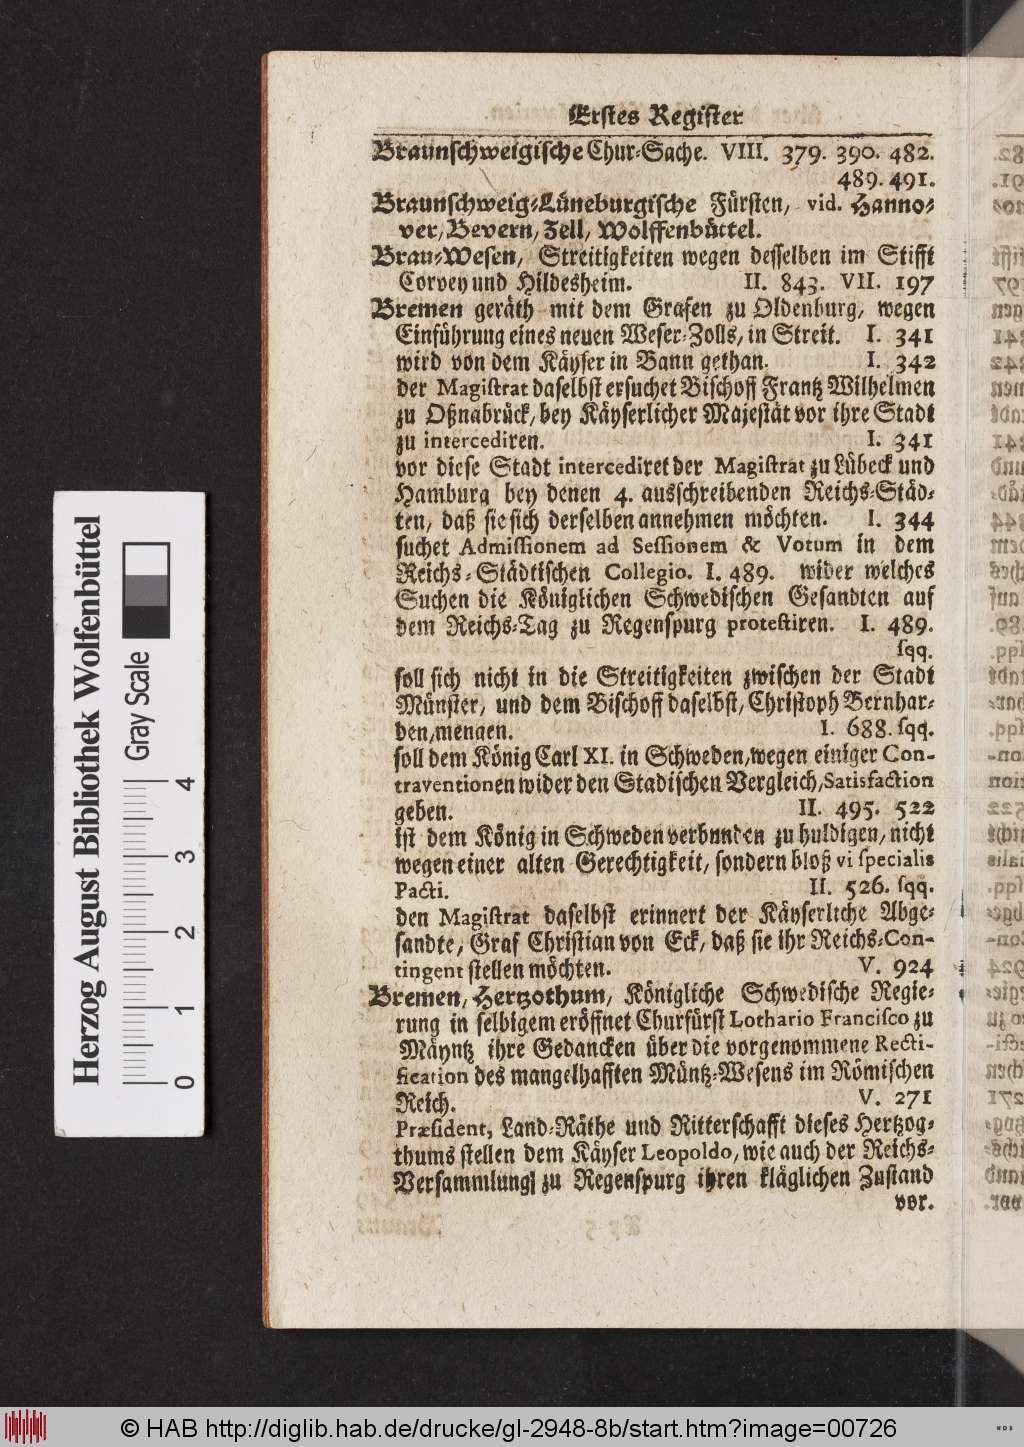 Erſtes Regiſter
Braunſchweigiſche Chur⸗Sache. VIII. 379. 390. 482.
489. 491.
Braunſchweig⸗Lüneburgiſche Fürſten, vid. Hanno⸗
ver, Bevern, Zell, Wolffenbüttel.
Brau⸗Weſen, Streitigkeiten wegen deſſelben im Stifft
Corvey und Hildesheim. II. 843. VII. 197
Bremen geräth mit dem Grafen zu Oldenburg, wegen
Einführung eines neuen Weſer⸗Zolls, in Streit. I. 341
wird von dem Käyſer in Bann gethan. I. 342
der Magiſtrat daſelbſt erſuchet Biſchoff Frantz Wilhelmen
zu Oßnabrück, bey Käyſerlicher Majeſtät vor ihre Stadt
zu intercediren. I. 341
vor dieſe Stadt intercediret der Magiſtrat zu Lübeck und
Hamburg bey denen 4. ausſchreibenden Reichs⸗Städ⸗
ten, daß ſie ſich derſelben annehmen möchten. I. 344
ſuchet Admiſſionem ad Seſſionem & Votum in dem
Reichs⸗Städtiſchen Collegio. I. 489. wider welches
Suchen die Königlichen Schwediſchen Geſandten auf
dem Reichs⸗Tag zu Regenſpurg proteſtiren. I. 489.
ſqq.
ſoll ſich nicht in die Streitigkeiten zwiſchen der Stadt
Münſter, und dem Biſchoff daſelbſt, Chriſtoph Bernhar⸗
den, mengen. I. 688. ſqq.
ſoll dem König Carl XI. in Schweden, wegen einiger Con-
traventionen wider den Stadiſchen Vergleich, Satisfaction
geben. II. 495. 522
iſt dem König in Schweden verbunden zu huldigen, nicht
wegen einer alten Gerechtigkeit, ſondern bloß vi ſpecialis
Pacti. II. 526. ſqq.
den Magiſtrat daſelbſt erinnert der Käyſerliche Abge⸗
ſandte, Graf Chriſtian von Eck, daß ſie ihr Reichs⸗Con-
tingent ſtellen möchten. V. 924
Bremen, Hertzothum, Königliche Schwediſche Regie⸗
rung in ſelbigem eröffnet Churfürſt Lothario Franciſco zu
Mäyntz ihre Gedancken über die vorgenommene Recti-
fication des mangelhafften Müntz⸗Weſens im Römiſchen
Reich. V. 271
Præſident, Land⸗Räthe und Ritterſchafft dieſes Hertzog⸗
thums ſtellen dem Käyſer Leopoldo, wie auch der Reichs⸗
Verſammlung zu Regenſpurg ihren kläglichen Zuſtand
vor.
Herzog August Bibliothek Wolfenbüttel
Gray Scale
0 1 2 3 4
© HAB http://diglib.hab.de/drucke/gl-2948-8b/start.htm?image=00726